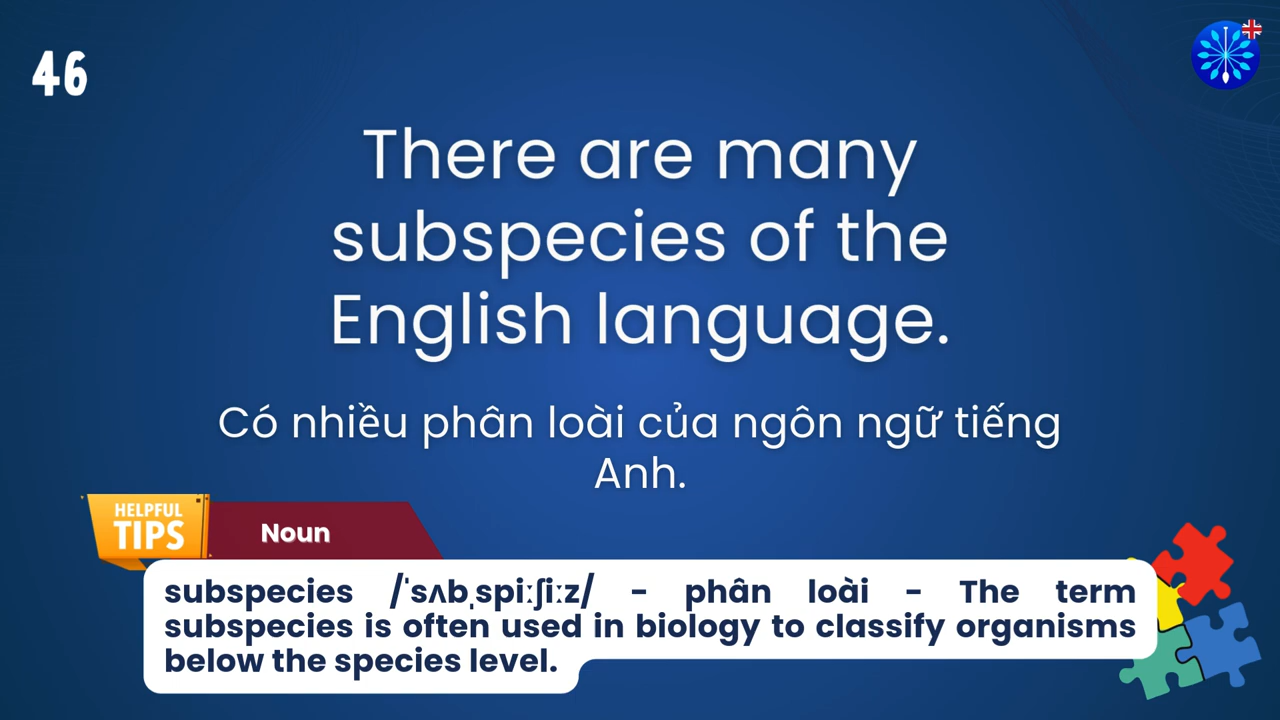 46
There are many
subspecies of the
English language.
Có nhiều phân loài của ngôn ngữ tiếng
Anh.
HELPFUL
TIPS
Noun
subspecies /ˈsʌbˌspiːʃiːz/ - phân loài - The term
subspecies is often used in biology to classify organisms
below the species level.